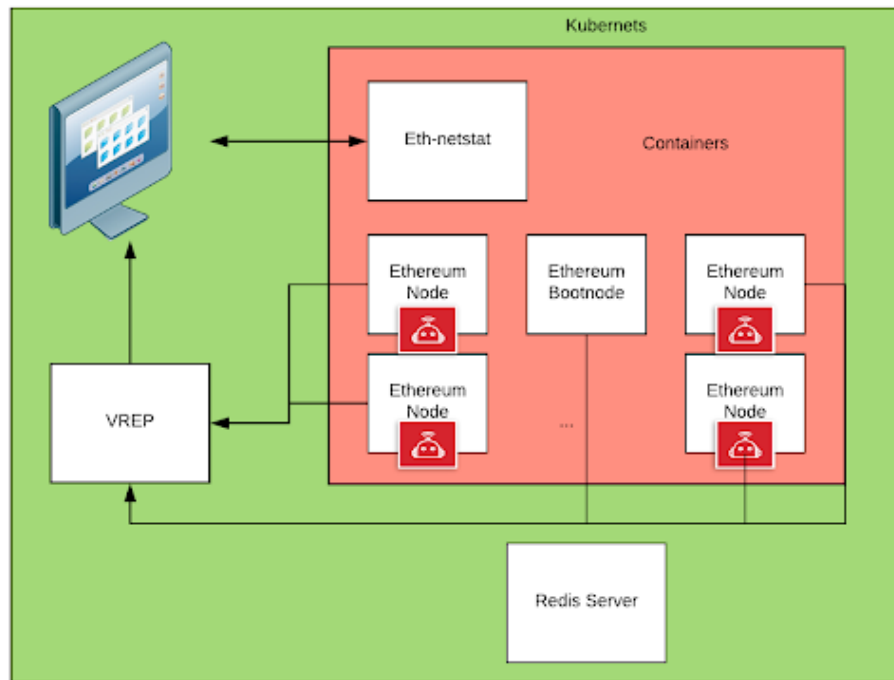 Kubernets
Eth-netstat
Containers
Ethereum
Node
Ethereum
Bootnode
Ethereum
Node
Ethereum
Node
Ethereum
Node
VREP
...
Redis Server